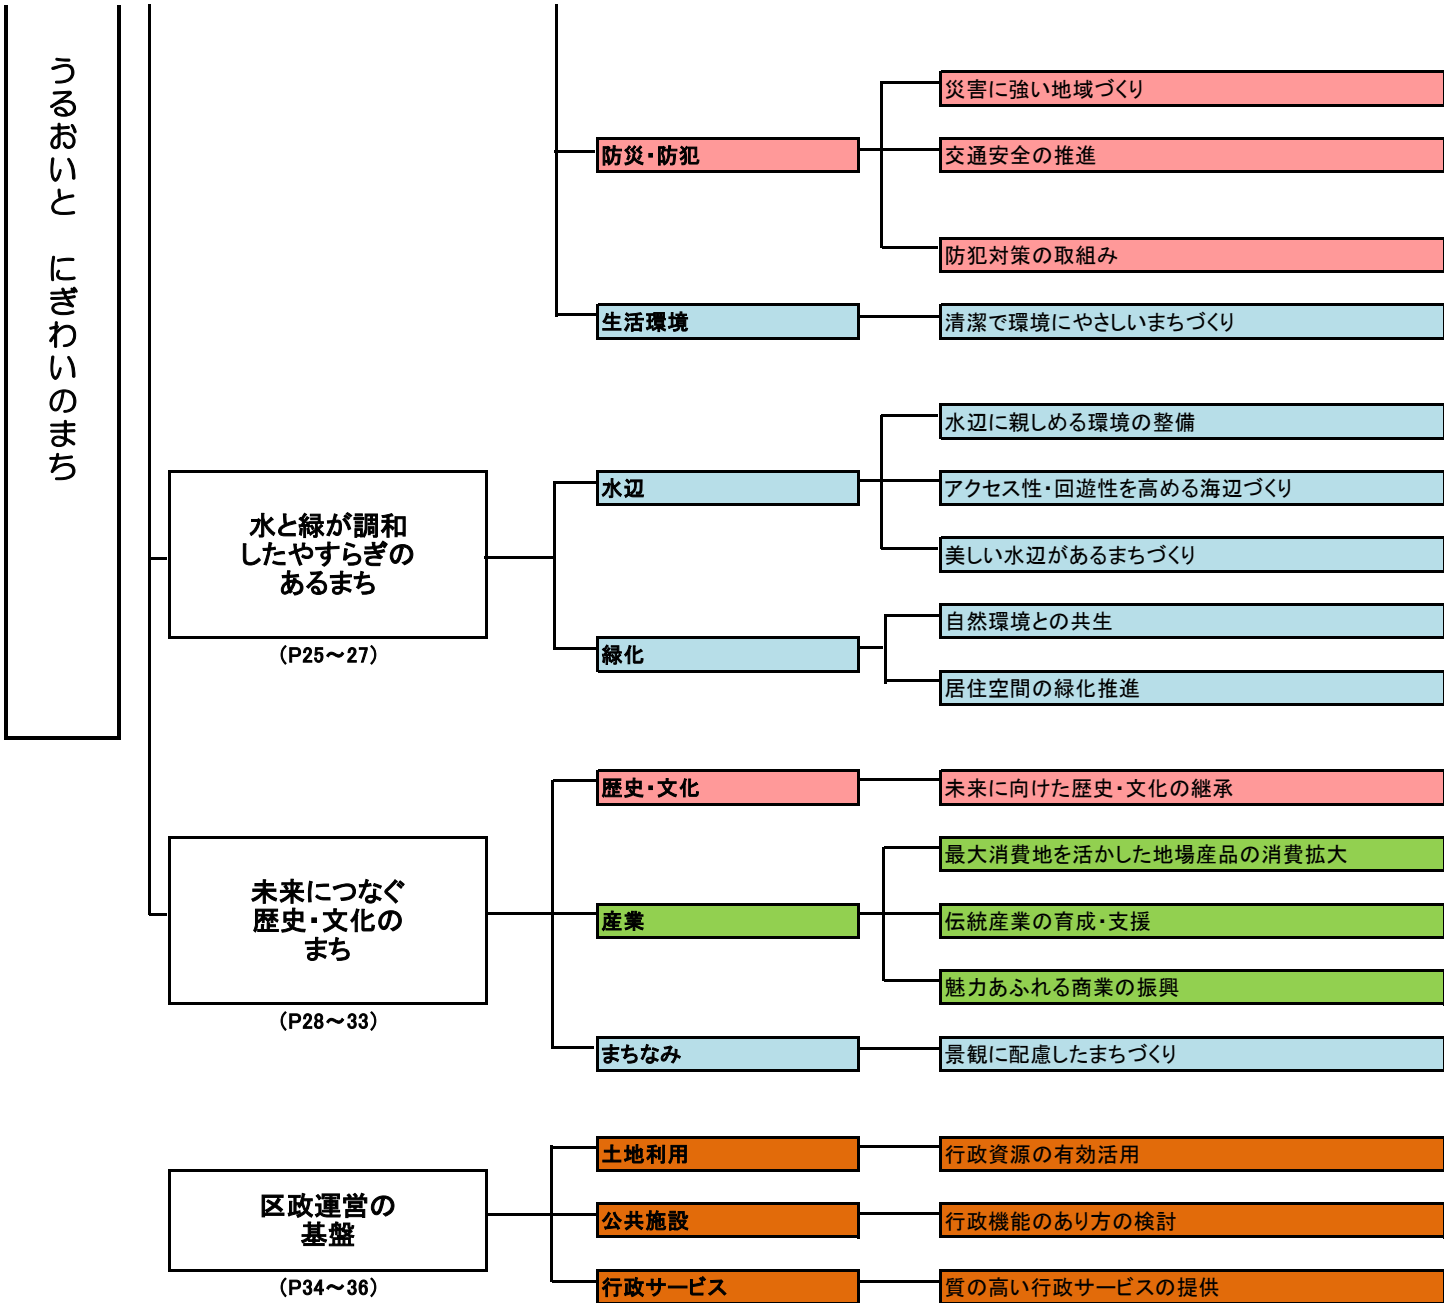 うるおいと　にぎわいのまち
災害に強い地域づくり
防災・防犯
交通安全の推進
防犯対策の取組み
生活環境
清潔で環境にやさしいまちづくり
水と緑が調和
したやすらぎの
あるまち
（P25～27）
水辺
水辺に親しめる環境の整備
アクセス性・回遊性を高める海辺づくり
美しい水辺があるまちづくり
緑化
自然環境との共生
居住空間の緑化推進
未来につなぐ
歴史・文化の
まち
（P28～33）
歴史・文化
未来に向けた歴史・文化の継承
産業
最大消費地を活かした地場産品の消費拡大
伝統産業の育成・支援
魅力あふれる商業の振興
まちなみ
景観に配慮したまちづくり
区政運営の
基盤
（P34～36）
土地利用
行政資源の有効活用
公共施設
行政機能のあり方の検討
行政サービス
質の高い行政サービスの提供